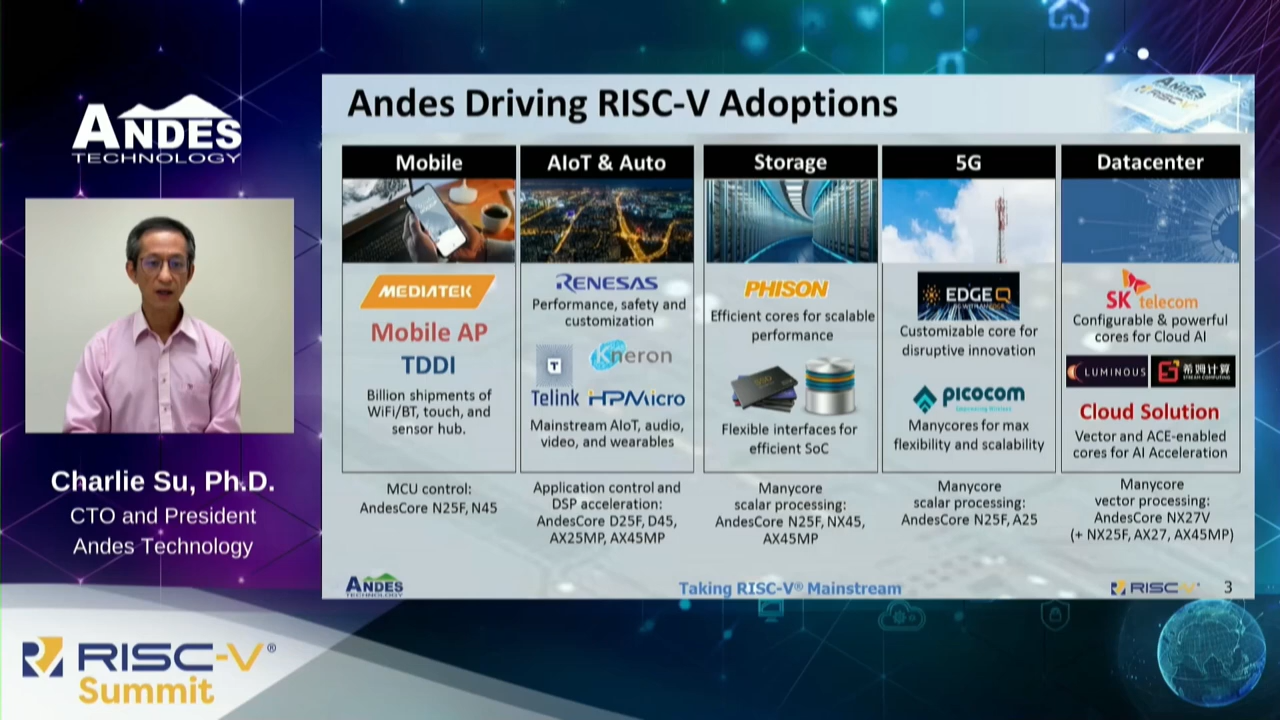 ANDES
TECHNOLOGY
Charlie Su, Ph.D.
CTO and President
Andes Technology
RISC-V®
Summit
Andes Driving RISC-V Adoptions
Mobile
MEDIATEK
Mobile AP
TDDI
Billion shipments of
WiFi/BT, touch, and
sensor hub.
MCU control:
AndesCore N25F, N45
AIoT & Auto
RENESAS
Performance, safety and
customization
Kneron
Telink HPMicro
Mainstream AIoT, audio,
video, and wearables
Application control and
DSP acceleration:
AndesCore D25F, D45,
AX25MP, AX45MP
Storage
PHISON
Efficient cores for scalable
performance
Flexible interfaces for
efficient SoC
Manycore
scalar processing:
AndesCore N25F, NX45,
AX45MP
5G
EDGEQ
Customizable core for
disruptive innovation
picocom
Manycores for max
flexibility and scalability
Manycore
scalar processing:
AndesCore N25F, A25
Datacenter
SK telecom
Configurable & powerful
cores for Cloud AI
LUMINOUS
希姆计算
STREAM COMPUTING
Cloud Solution
Vector and ACE-enabled
cores for AI Acceleration
Manycore
vector processing:
AndesCore NX27V
(+ NX25F, AX27, AX45MP)
ANDES
TECHNOLOGY
Taking RISC-V® Mainstream
RISC-V
3